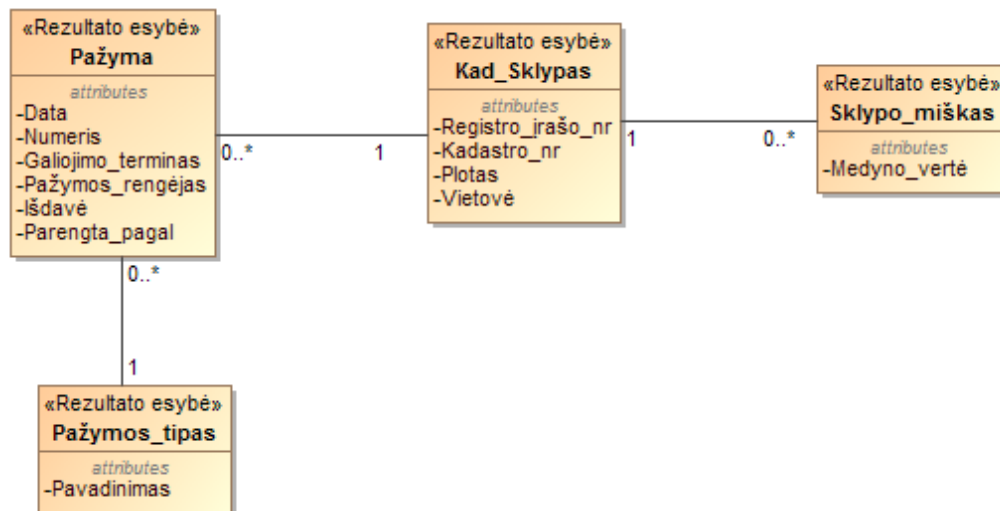 «Rezultato esybė»
Pažyma
attributes
-Data
-Numeris
-Galiojimo_terminas
-Pažymos_rengėjas
-Išdavė
-Parengta_pagal
0..*
1
«Rezultato esybė»
Kad_Sklypas
attributes
-Registro_įrašo_nr
-Kadastro_nr
-Plotas
-Vietovė
1
0..*
«Rezultato esybė»
Sklypo_miškas
attributes
-Medyno_vertė
0..*
1
«Rezultato esybė»
Pažymos_tipas
attributes
-Pavadinimas